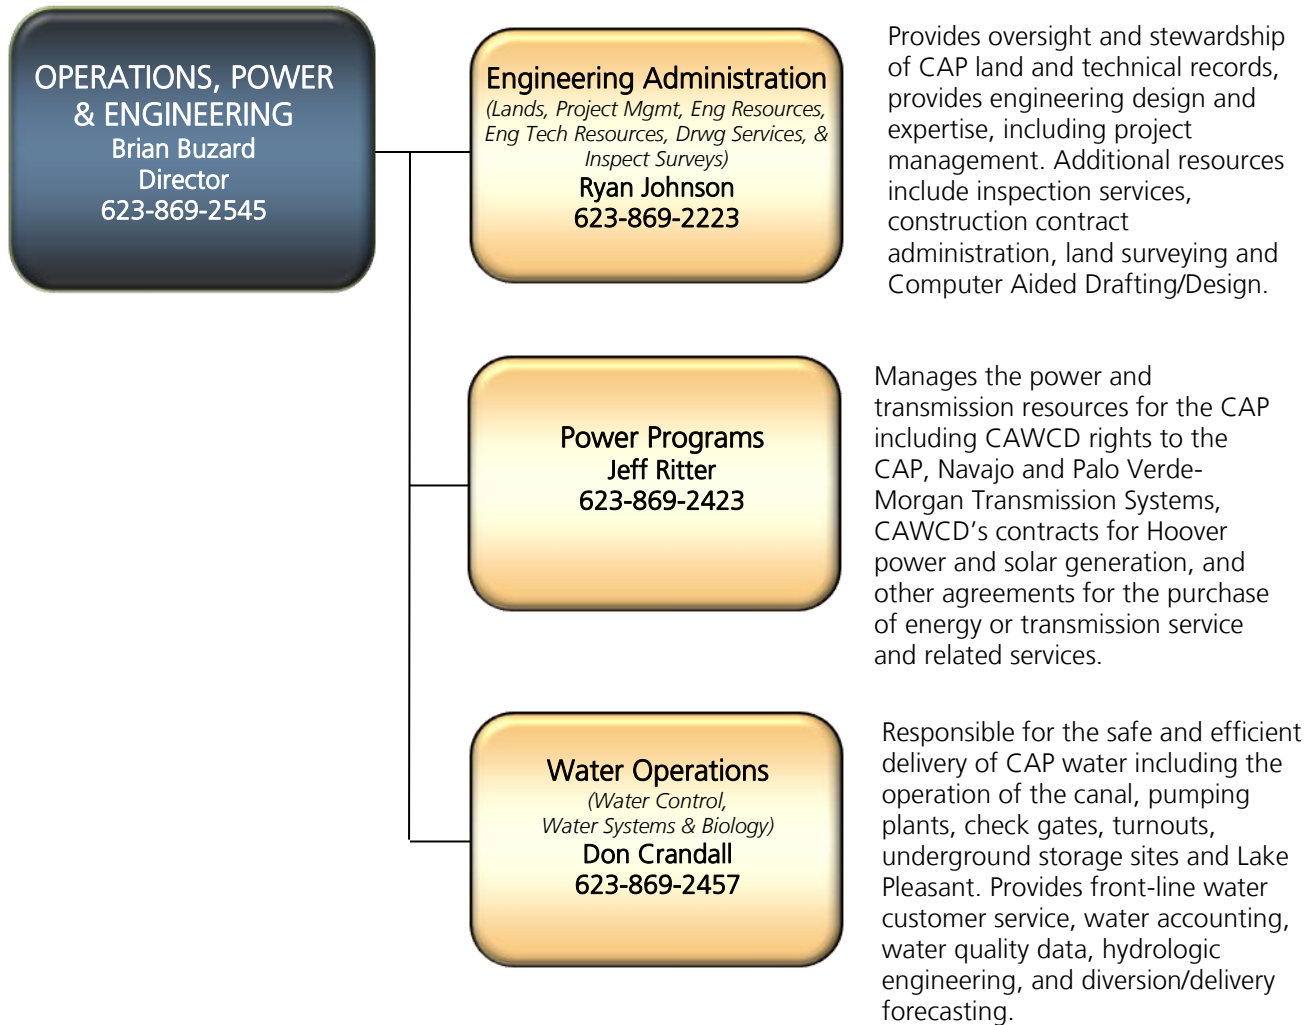 OPERATIONS, POWER
& ENGINEERING
Brian Buzard
Director
623-869-2545
Engineering Administration
(Lands, Project Mgmt, Eng Resources,
Eng Tech Resources, Drwg Services, &
Inspect Surveys)
Ryan Johnson
623-869-2223
Provides oversight and stewardship
of CAP land and technical records,
provides engineering design and
expertise, including project
management. Additional resources
include inspection services,
construction contract
administration, land surveying and
Computer Aided Drafting/Design.
Power Programs
Jeff Ritter
623-869-2423
Manages the power and
transmission resources for the CAP
including CAWCD rights to the
CAP, Navajo and Palo Verde-
Morgan Transmission Systems,
CAWCD’s contracts for Hoover
power and solar generation, and
other agreements for the purchase
of energy or transmission service
and related services.
Water Operations
(Water Control,
Water Systems & Biology)
Don Crandall
623-869-2457
Responsible for the safe and efficient
delivery of CAP water including the
operation of the canal, pumping
plants, check gates, turnouts,
underground storage sites and Lake
Pleasant. Provides front-line water
customer service, water accounting,
water quality data, hydrologic
engineering, and diversion/delivery
forecasting.